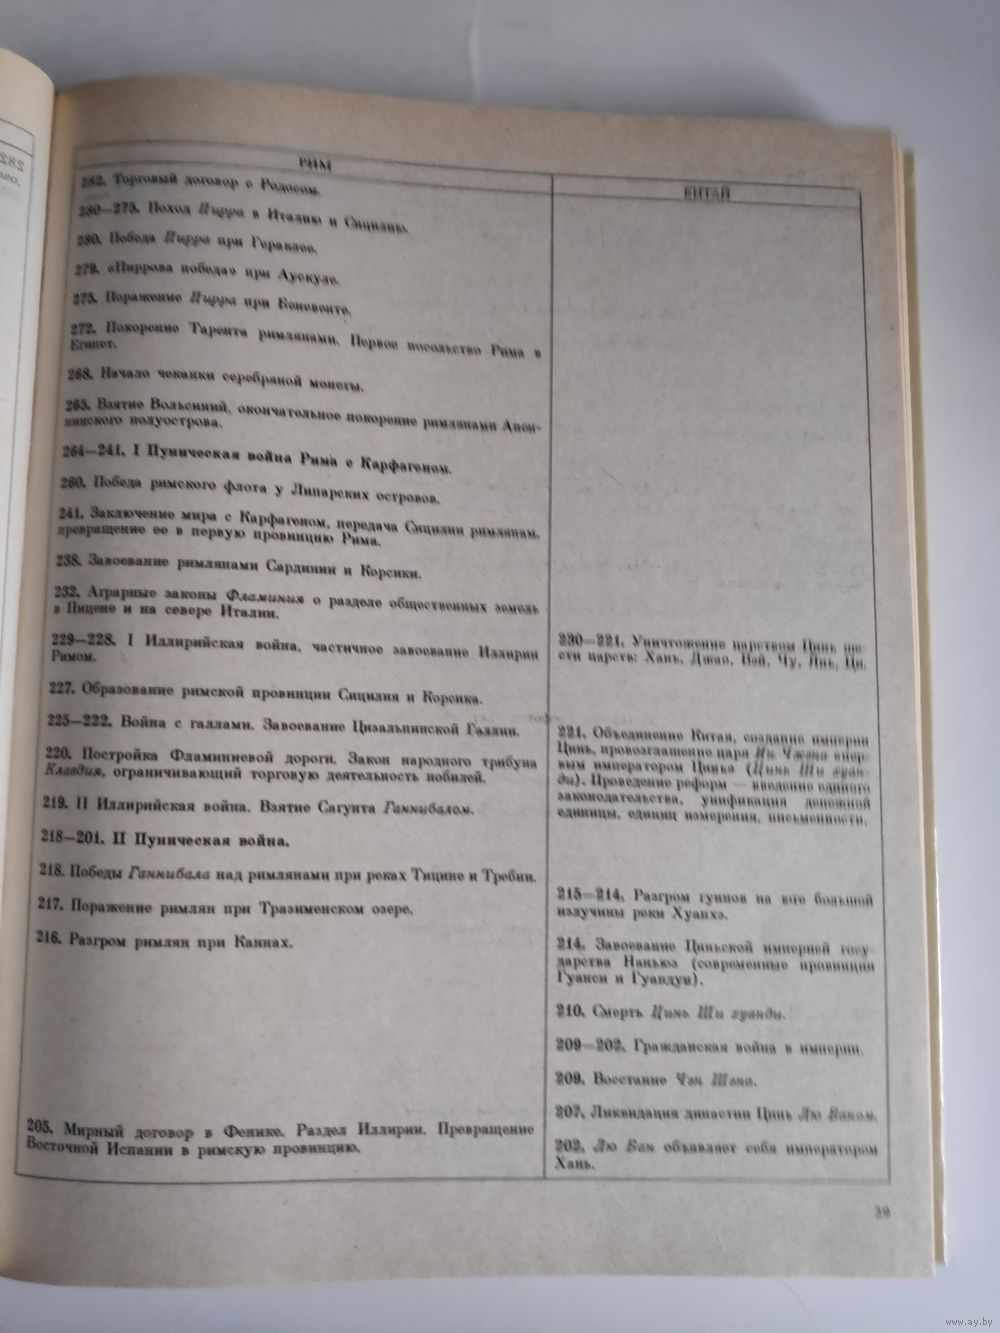 РИМ
282. Торговый договор с Родосом.
280—275. Поход Пирра в Италию и Сицилию.
280. Победа Пирра при Гераклее.
279. «Пиррова победа» при Аускуле.
275. Поражение Пирра при Беневенте.
272. Покорение Тарента римлянами. Первое посольство Рима в
Египет.
268. Начало чеканки серебряной монеты.
265. Взятие Вольсиний, окончательное покорение римлянами Апен-
нинского полуострова.
264—241. I Пуническая война Рима с Карфагеном.
260. Победа римского флота у Липарских островов.
241. Заключение мира с Карфагеном, передача Сицилии римлянам,
превращение ее в первую провинцию Рима.
238. Завоевание римлянами Сардинии и Корсики.
232. Аграрные законы Фламиния о разделе общественных земель
в Пицене и на севере Италии.
229—228. I Иллирийская война, частичное завоевание Иллирии
Римом.
227. Образование римской провинции Сицилия и Корсика.
225—222. Война с галлами. Завоевание Цизальпинской Галлии.
220. Постройка Фламиниевой дороги. Закон народного трибуна
Клавдия, ограничивающий торговую деятельность нобилей.
219. II Иллирийская война. Взятие Сагунта Ганнибалом.
218—201. II Пуническая война.
218. Победы Ганнибала над римлянами при реках Тицине и Требии.
217. Поражение римлян при Тразименском озере.
216. Разгром римлян при Каннах.
205. Мирный договор в Фенике. Раздел Иллирии. Превращение
Восточной Испании в римскую провинцию.
КИТАЙ
230—221. Уничтожение царством Цинь ше-
сти царств: Хань, Джао, Вэй, Чу, Янь, Ци.
221. Объединение Китая, создание империи
Цинь, провозглашение царя Ин Чжэна впер-
вым императором Циньа (Цинь Ши хуан-
ди). Проведение реформ — введение единого
законодательства, унификация денежной
единицы, единиц измерения, письменности.
215—214. Разгром гуннов на юге большой
излучины реки Хуанхэ.
214. Завоевание Циньской империей госу-
дарства Наньюэ (современные провинции
Гуанси и Гуандун).
210. Смерть Цинь Ши хуанди.
209—202. Гражданская война в империи.
209. Восстание Чэн Шэна.
207. Ликвидация династии Цинь Лю Баном.
202. Лю Бан объявляет себя императором
Хань.
www.ay.by